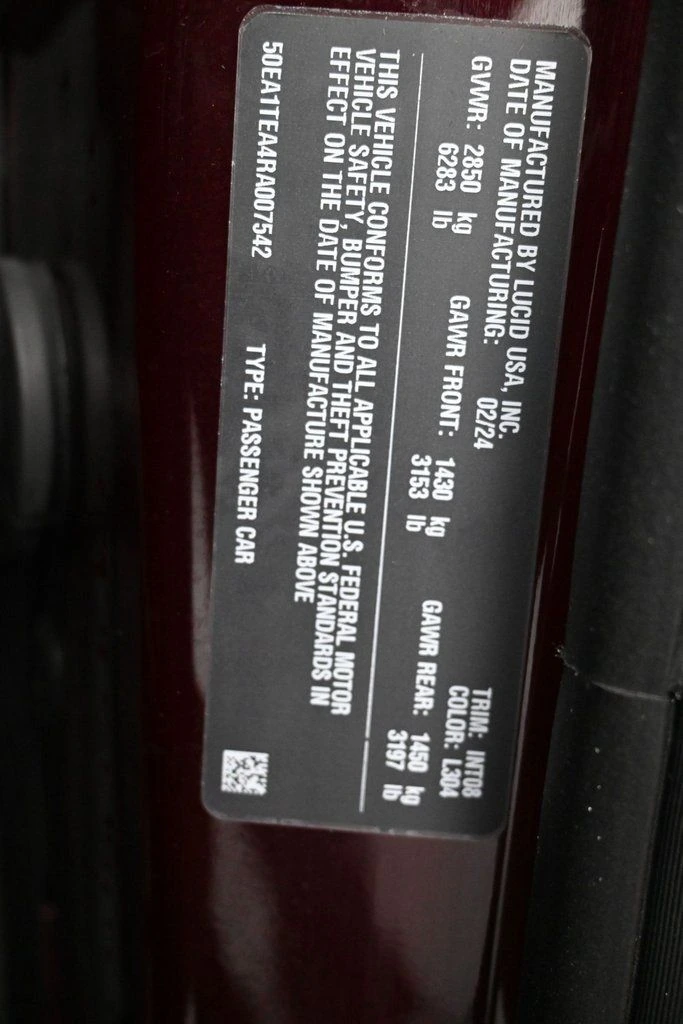 MANUFACTURED BY LUCID USA, INC.
DATE OF MANUFACTURING: 02/24
TRIM: INT08
COLOR: L304
GVWR: 2850 kg GAWR FRONT: 1430 kg GAWR REAR: 1450 kg
6283 lb 3153 lb 3197 lb
THIS VEHICLE CONFORMS TO ALL APPLICABLE U.S. FEDERAL MOTOR
VEHICLE SAFETY, BUMPER AND THEFT PREVENTION STANDARDS IN
EFFECT ON THE DATE OF MANUFACTURE SHOWN ABOVE
50EA1TEA4RA007542 TYPE: PASSENGER CAR